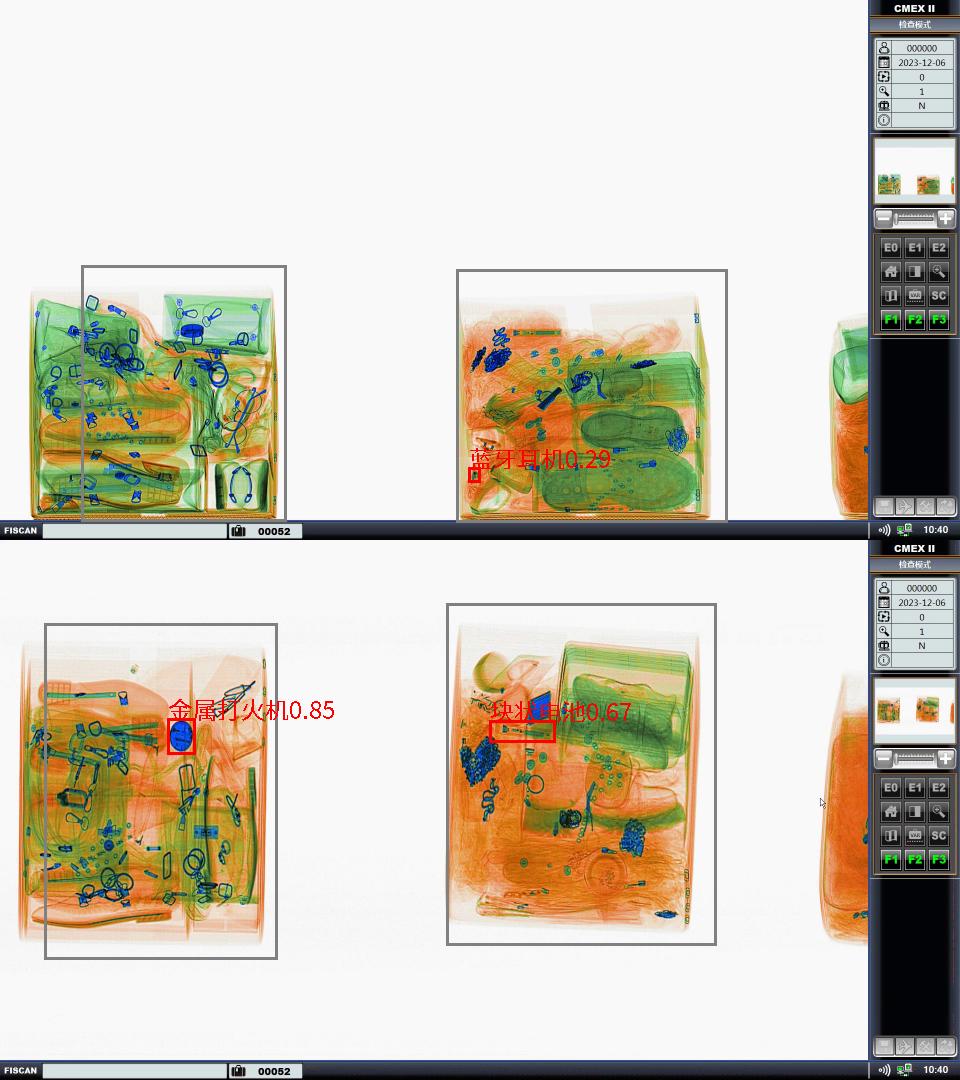 CMEX II
检查模式
000000
2023-12-06
0
1
N
E0 E1 E2
VAR SC
F1 F2 F3
蓝牙耳机0.29
FISCAN 00052 10:40
CMEX II
检查模式
000000
2023-12-06
0
1
N
金属打火机0.85
块状电池0.67
E0 E1 E2
VAR SC
F1 F2 F3
FISCAN 00052 10:40